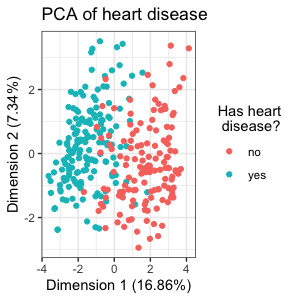 PCA of heart disease
Dimension 2 (7.34%)
2
0
-2
-4
-2
0
2
4
Dimension 1 (16.86%)
Has heart
disease?
no
yes